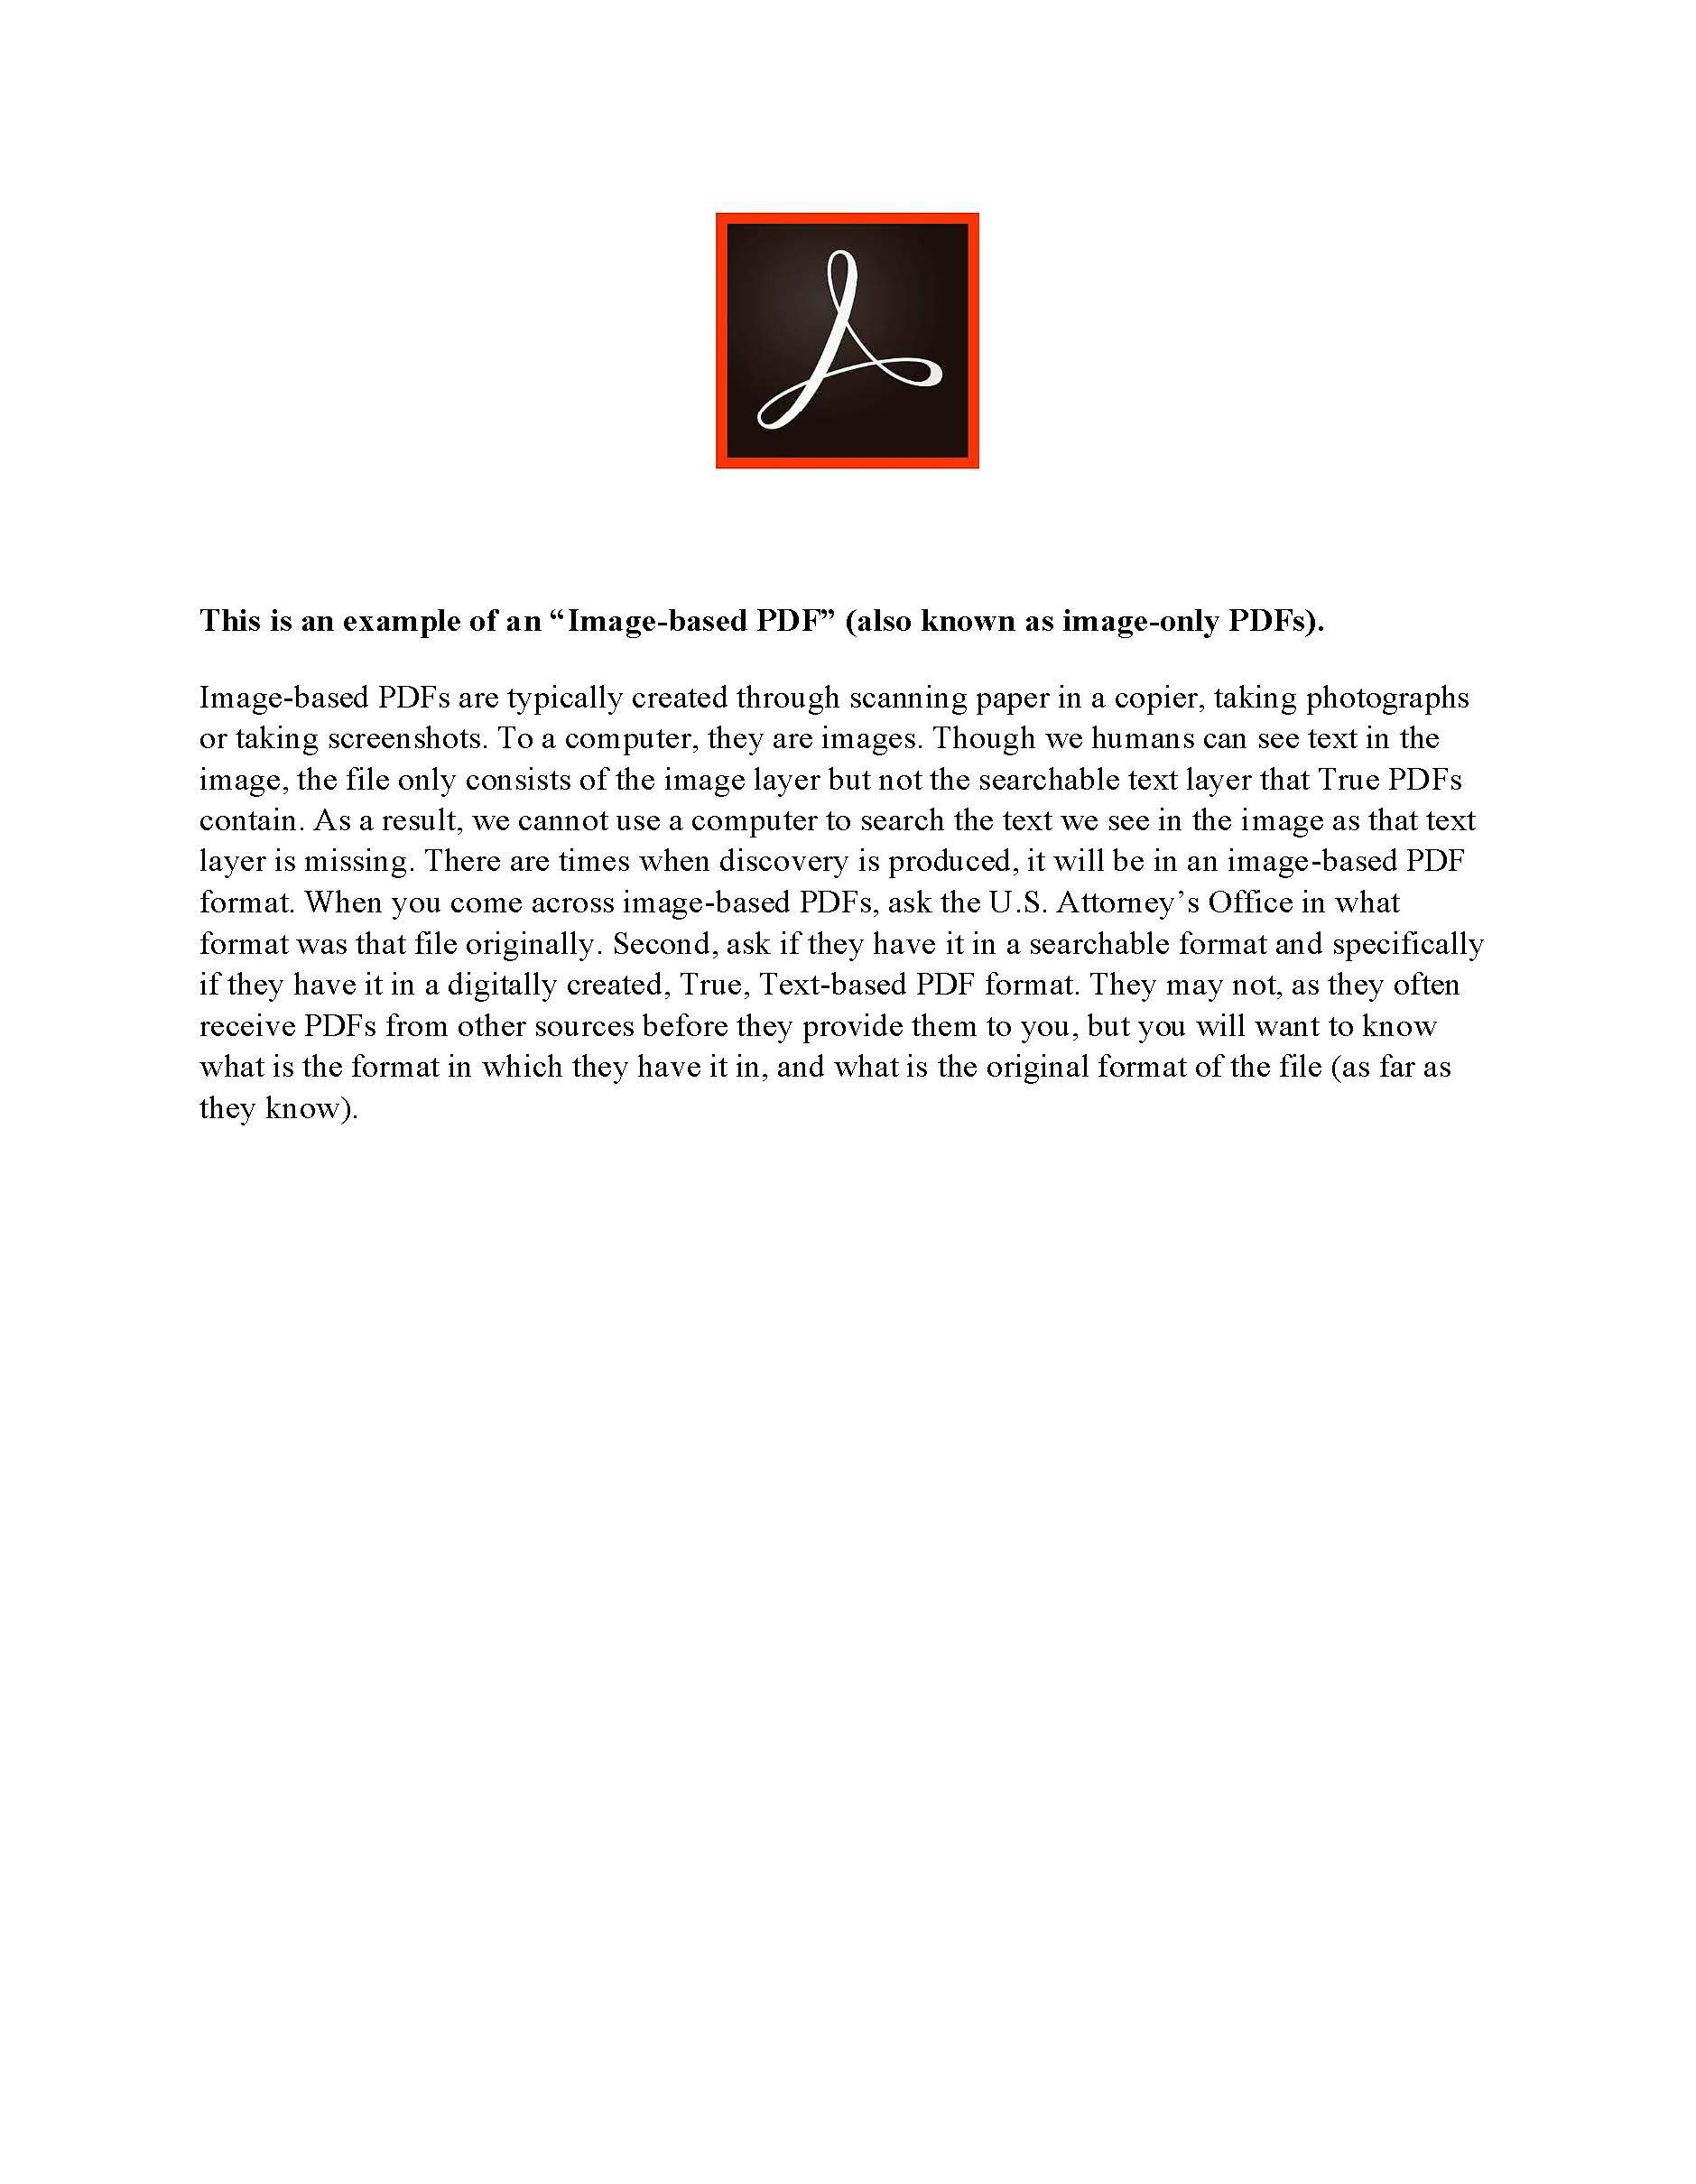 This is an example of an “Image-based PDF” (also known as image-only PDFs).
Image-based PDFs are typically created through scanning paper in a copier, taking photographs
or taking screenshots. To a computer, they are images. Though we humans can see text in the
image, the file only consists of the image layer but not the searchable text layer that True PDFs
contain. As a result, we cannot use a computer to search the text we see in the image as that text
layer is missing. There are times when discovery is produced, it will be in an image-based PDF
format. When you come across image-based PDFs, ask the U.S. Attorney’s Office in what
format was that file originally. Second, ask if they have it in a searchable format and specifically
if they have it in a digitally created, True, Text-based PDF format. They may not, as they often
receive PDFs from other sources before they provide them to you, but you will want to know
what is the format in which they have it in, and what is the original format of the file (as far as
they know).